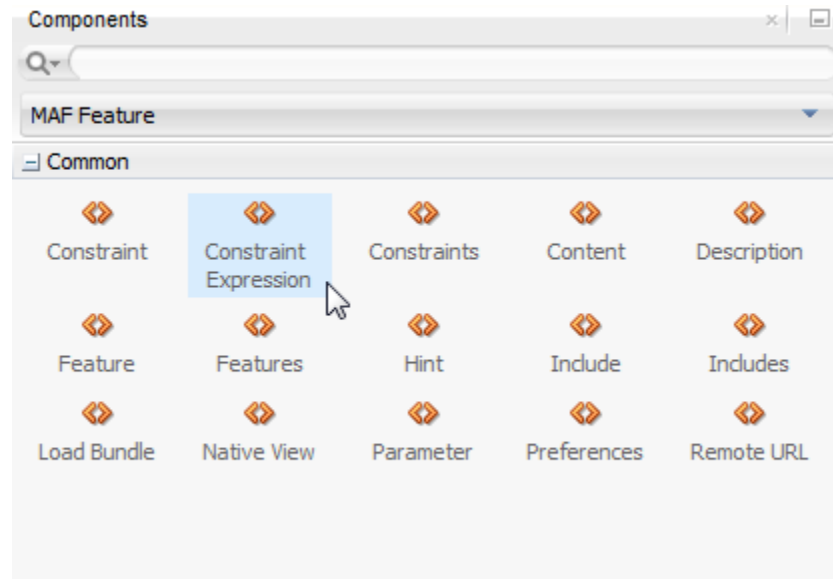 Components
MAF Feature
Common
Constraint Constraint Expression Constraints Content Description
Feature Features Hint Include Includes
Load Bundle Native View Parameter Preferences Remote URL